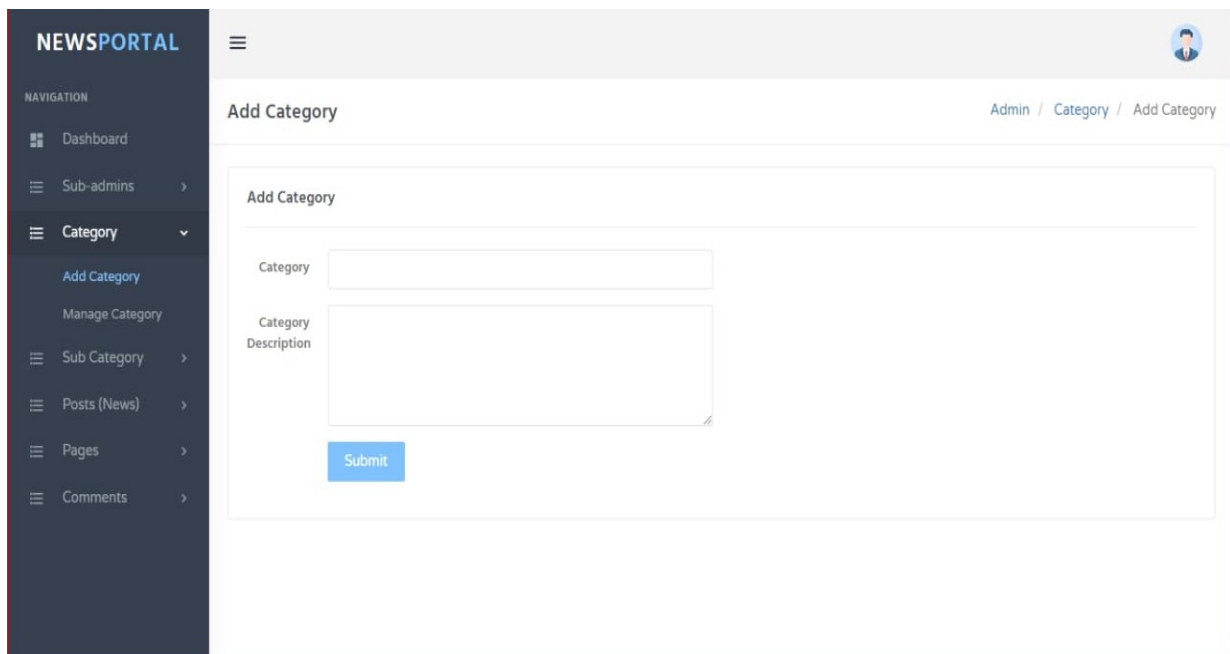 NEWSPORTAL
NAVIGATION
Dashboard
Sub-admins
Category
Add Category
Manage Category
Sub Category
Posts (News)
Pages
Comments
Add Category
Admin / Category / Add Category
Add Category
Category
Category
Description
Submit